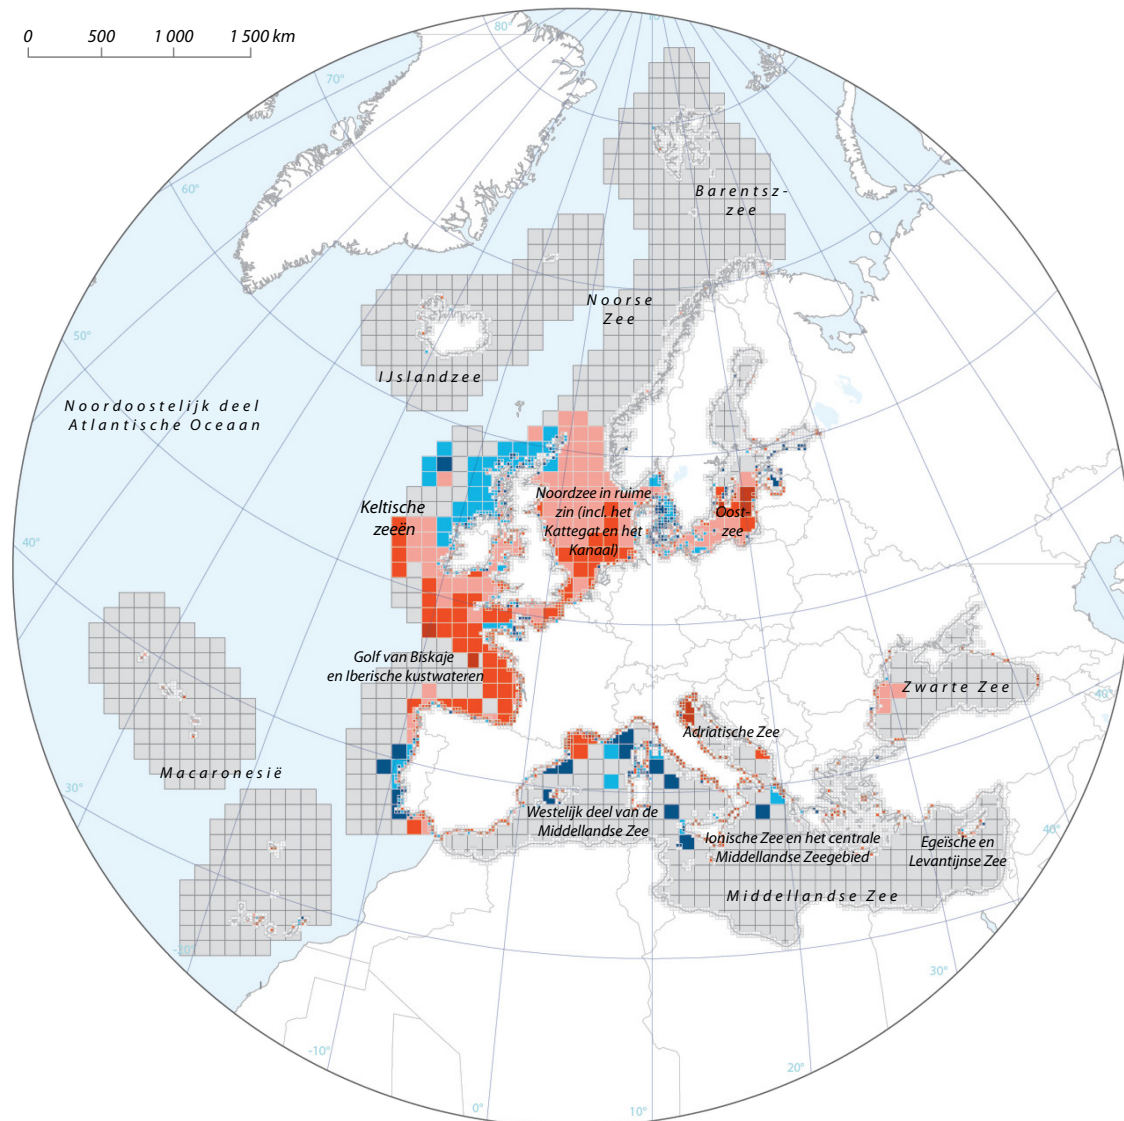 0 500 1 000 1 500 km
80°
70°
60°
50°
40°
30°
-20°
-10°
0°
10°
20°
30°
40°
40°
Barentsz-
zee
Noorse
Zee
IJslandzee
Noordoostelijk deel
Atlantische Oceaan
Keltische
zeeën
Noordzee in ruime
zin (incl. het
Kattegat en het
Kanaal)
Oost-
zee
Golf van Biskaje
en Iberische kustwateren
Zwarte Zee
Adriatische Zee
Macaronesië
Westelijk deel van de
Middellandse Zee
Ionische Zee en het centrale
Middellandse Zeegebied
Egeïsche en
Levantijnse Zee
Middellandse Zee